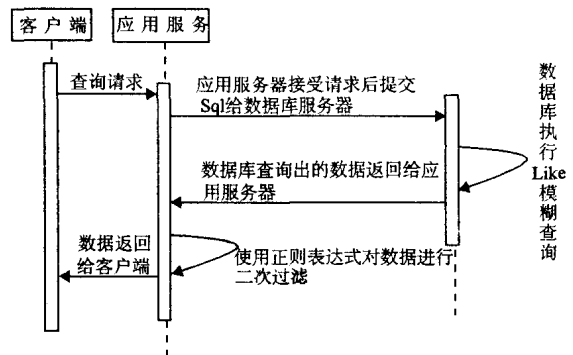 客户端
应用服务
查询请求
应用服务器接受请求后提交
Sql给数据库服务器
数据库执行Like模糊查询
数据库查询出的数据返回给应
用服务器
数据返回
给客户端
使用正则表达式对数据进行
二次过滤